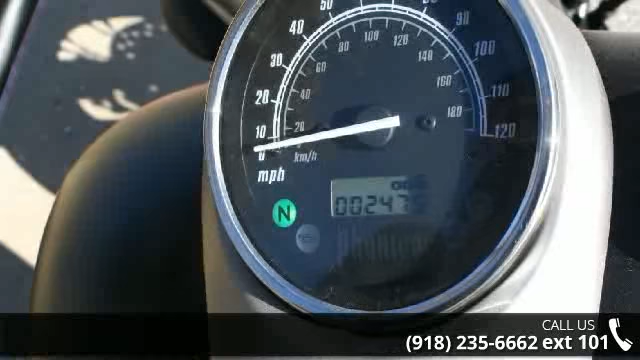 50
40 90
30 80 100 120 100
60 140
20 40 160 110
10 20 180 120
0 km/h
mph
N
00247
CALL US
(918) 235-6662 ext 101